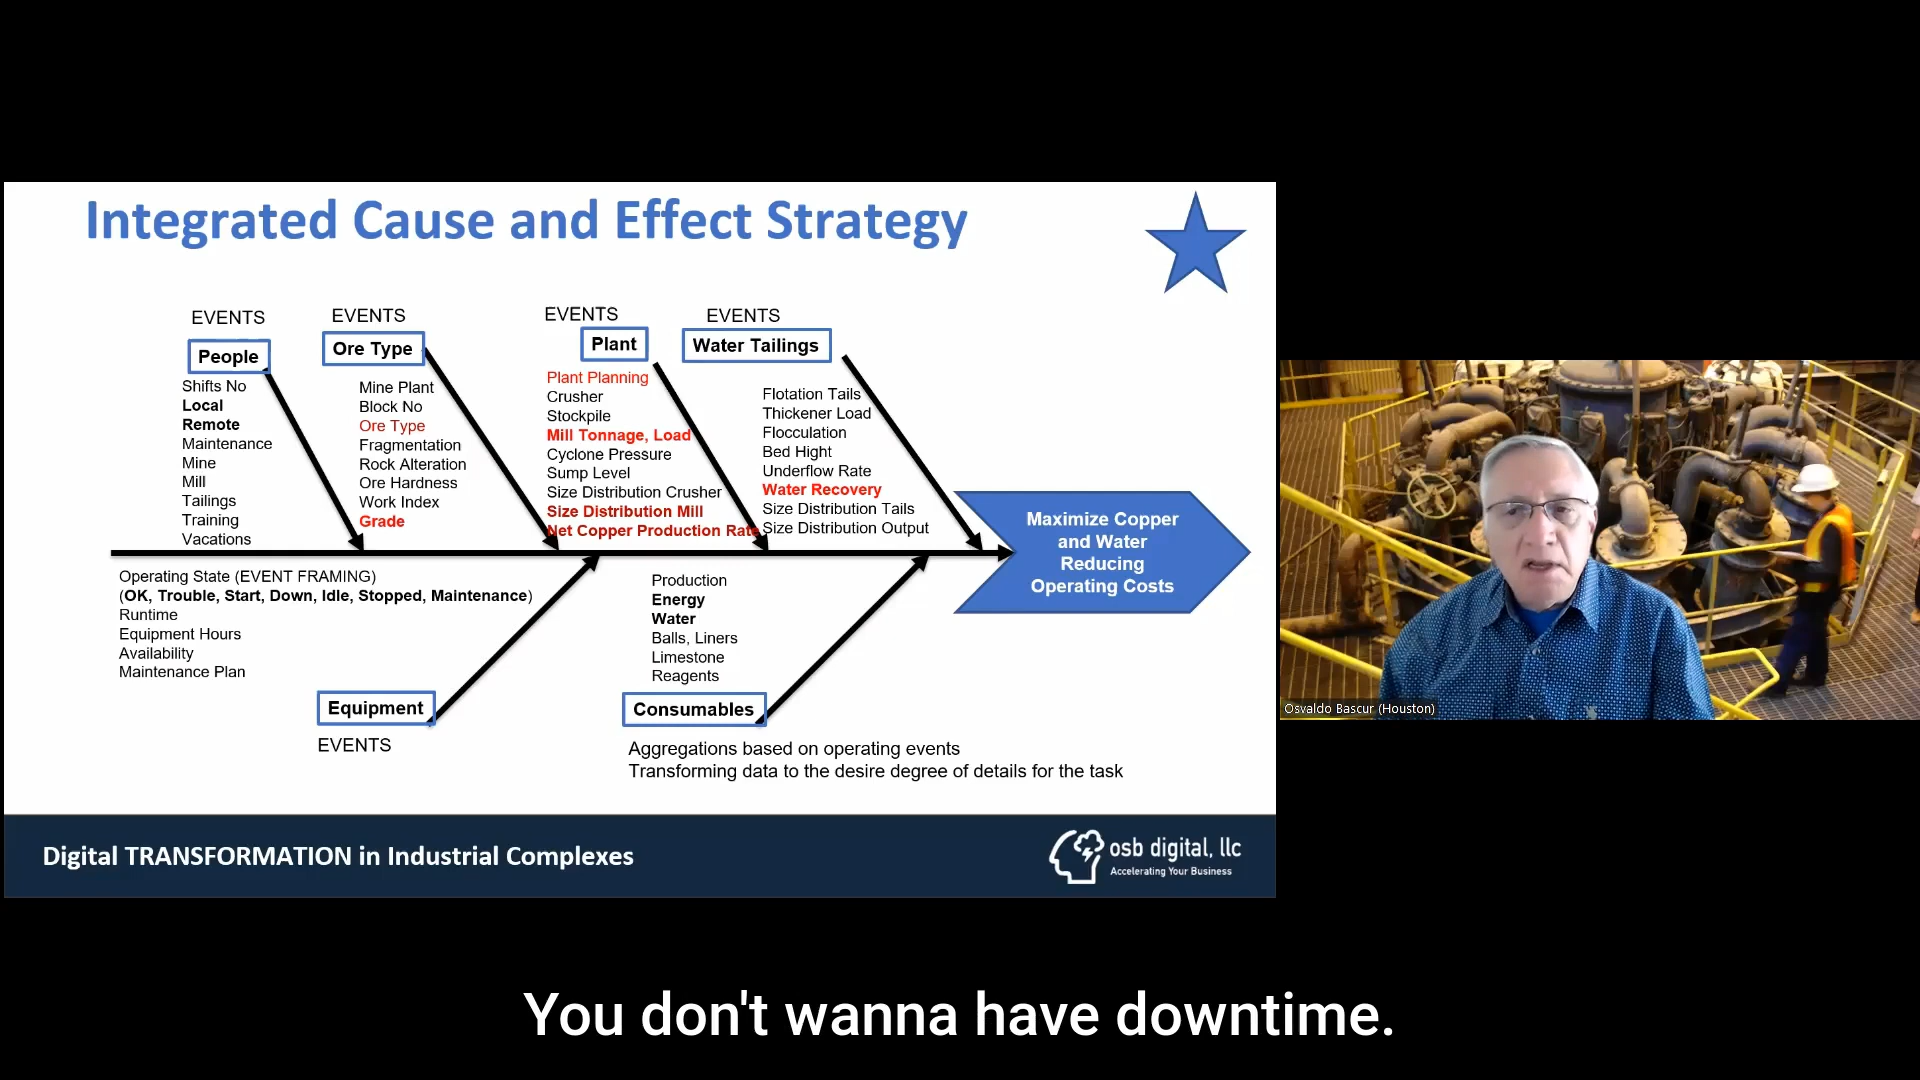 Integrated Cause and Effect Strategy
EVENTS
People
Shifts No
Local
Remote
Maintenance
Mine
Mill
Tailings
Training
Vacations
EVENTS
Ore Type
Mine Plant
Block No
Ore Type
Fragmentation
Rock Alteration
Ore Hardness
Work Index
Grade
EVENTS
Plant
Plant Planning
Crusher
Stockpile
Mill Tonnage, Load
Cyclone Pressure
Sump Level
Size Distribution Crusher
Size Distribution Mill
Net Copper Production Rate
EVENTS
Water Tailings
Flotation Tails
Thickener Load
Flocculation
Bed Hight
Underflow Rate
Water Recovery
Size Distribution Tails
Size Distribution Output
Maximize Copper
and Water
Reducing
Operating Costs
Operating State (EVENT FRAMING)
(OK, Trouble, Start, Down, Idle, Stopped, Maintenance)
Runtime
Equipment Hours
Availability
Maintenance Plan
Equipment
EVENTS
Production
Energy
Water
Balls, Liners
Limestone
Reagents
Consumables
Aggregations based on operating events
Transforming data to the desire degree of details for the task
Digital TRANSFORMATION in Industrial Complexes
osb digital, llc
Accelerating Your Business
Osvaldo Bascur (Houston)
You don't wanna have downtime.